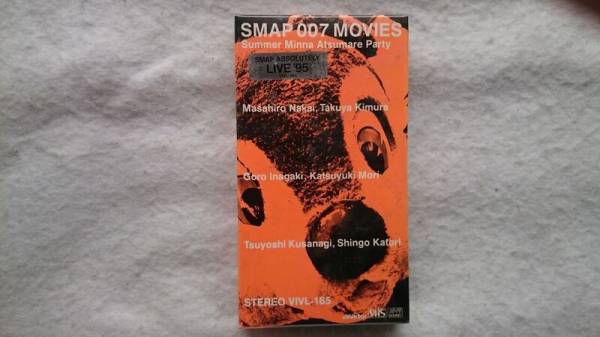 SMAP 007 MOVIES
Summer Minna Atsumare Party
SMAP ABSOLUTELY
LIVE '95
Masahiro Nakai, Takuya Kimura
Goro Inagaki, Katsuyuki Mori
Tsuyoshi Kusanagi, Shingo Katori
STEREO VIVL-165
VHS